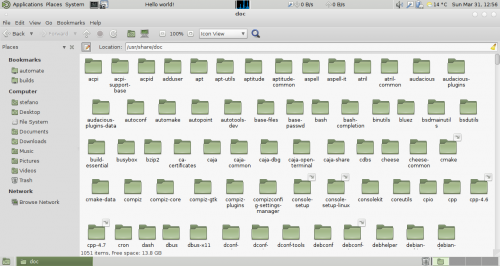 Applications Places System Hello world! 0 B/s 0 B/s 14 °C Sun Mar 31, 12:56
doc
File Edit View Go Bookmarks Help
Back Forward 100% Icon View
Places Location: /usr/share/doc
Bookmarks
automata
builds
Computer
stefano
Desktop
File System
Documents
Downloads
Music
Pictures
Videos
Trash
Network
Browse Network
acpi acpi-support-base acpid adduser apt apt-utils aptitude aptitude-common aspell aspell-it atril atril-common audacious audacious-plugins
audacious-plugins-data autoconf automake autopoint autotools-dev base-files base-passwd bash bash-completion binutils bluez bsdmainutils bsdutils
build-essential busybox bzip2 ca-certificates caja caja-common caja-dbg caja-open-terminal caja-share cdbs cheese cheese-common cmake
cmake-data compiz compiz-core compiz-gtk compiz-plugins compizconfig-settings-manager console-setup console-setup-linux consolekit coreutils cpio cpp cpp-4.6
cpp-4.7 cron dash dbus dbus-x11 dconf- dconf- dconf-tools debconf debconf- debhelper debian- debian-
1051 items, free space: 13.8 GB
doc